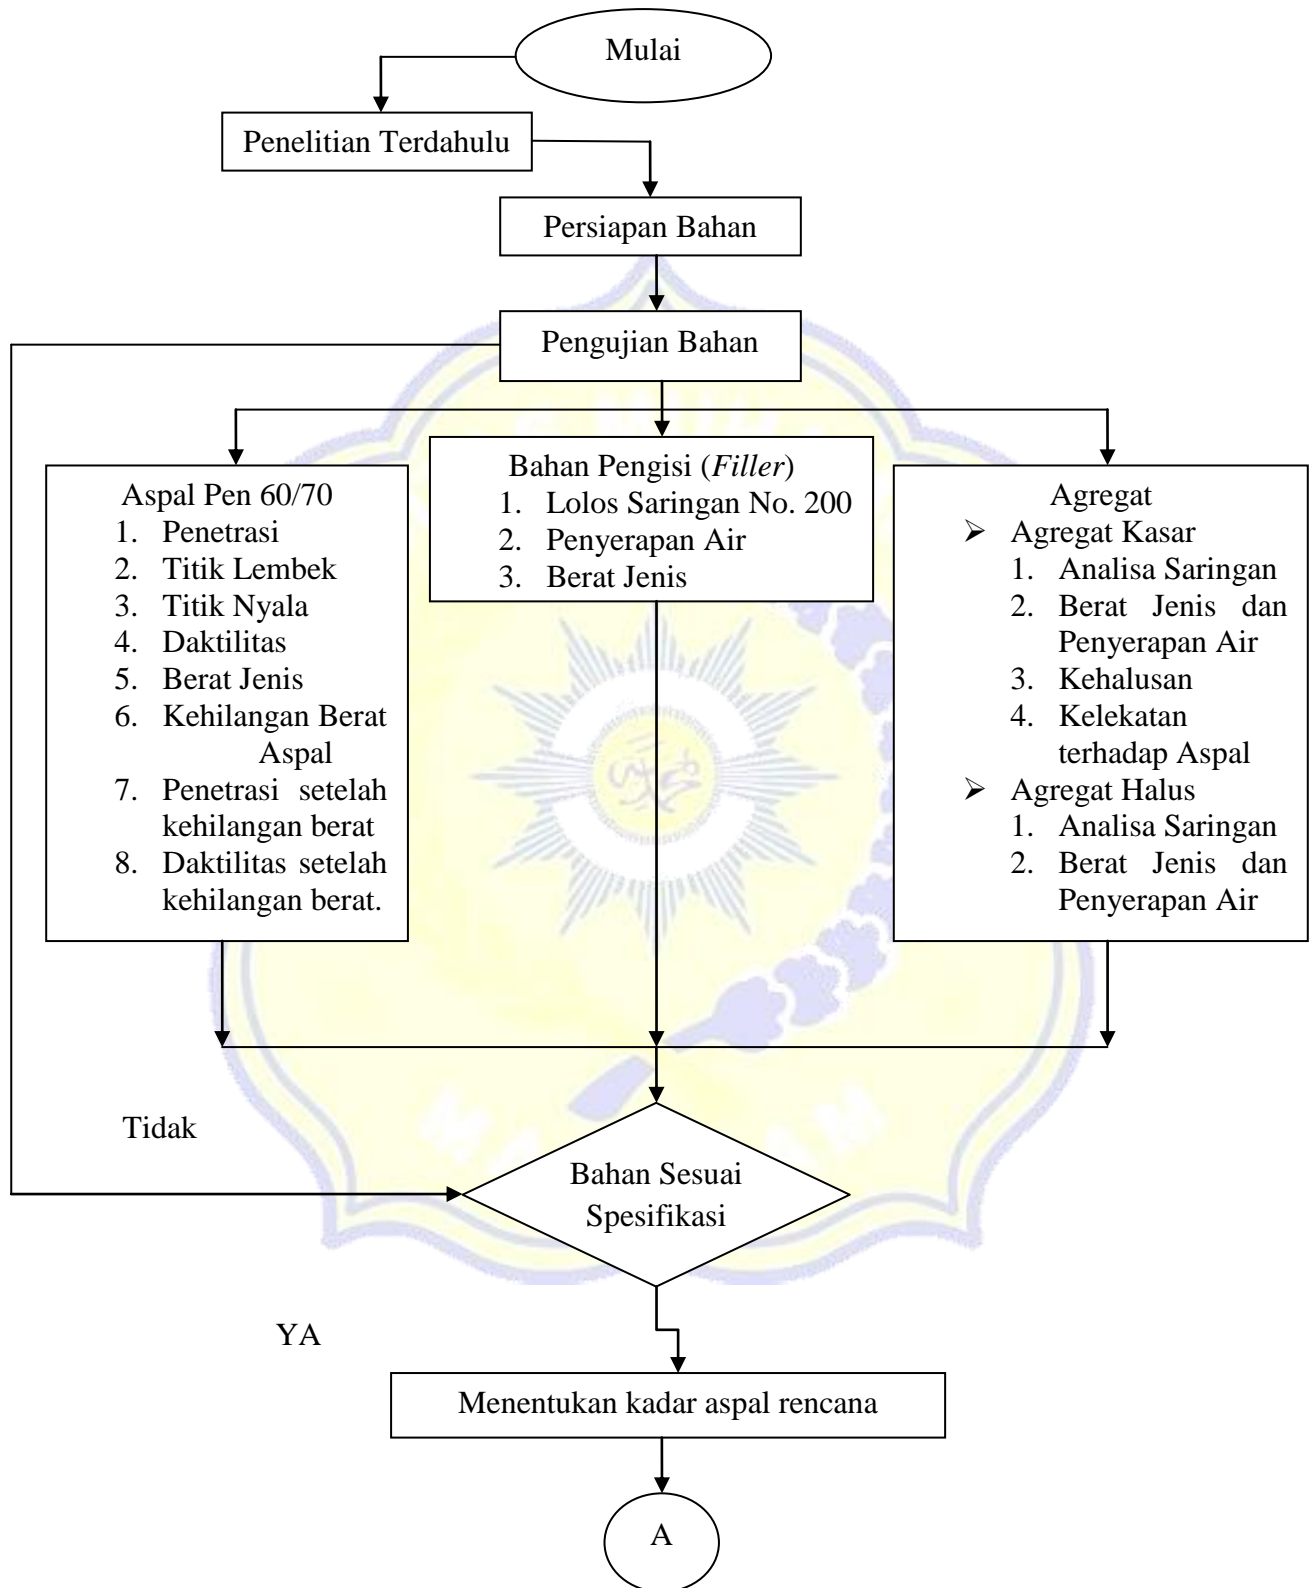 Mulai
Penelitian Terdahulu
Persiapan Bahan
Pengujian Bahan
Aspal Pen 60/70
1. Penetrasi
2. Titik Lembek
3. Titik Nyala
4. Daktilitas
5. Berat Jenis
6. Kehilangan Berat
Aspal
7. Penetrasi setelah
kehilangan berat
8. Daktilitas setelah
kehilangan berat.
Bahan Pengisi (Filler)
1. Lolos Saringan No. 200
2. Penyerapan Air
3. Berat Jenis
Agregat
➢ Agregat Kasar
1. Analisa Saringan
2. Berat Jenis dan
Penyerapan Air
3. Kehalusan
4. Kelekatan
terhadap Aspal
➢ Agregat Halus
1. Analisa Saringan
2. Berat Jenis dan
Penyerapan Air
Tidak
Bahan Sesuai
Spesifikasi
YA
Menentukan kadar aspal rencana
A